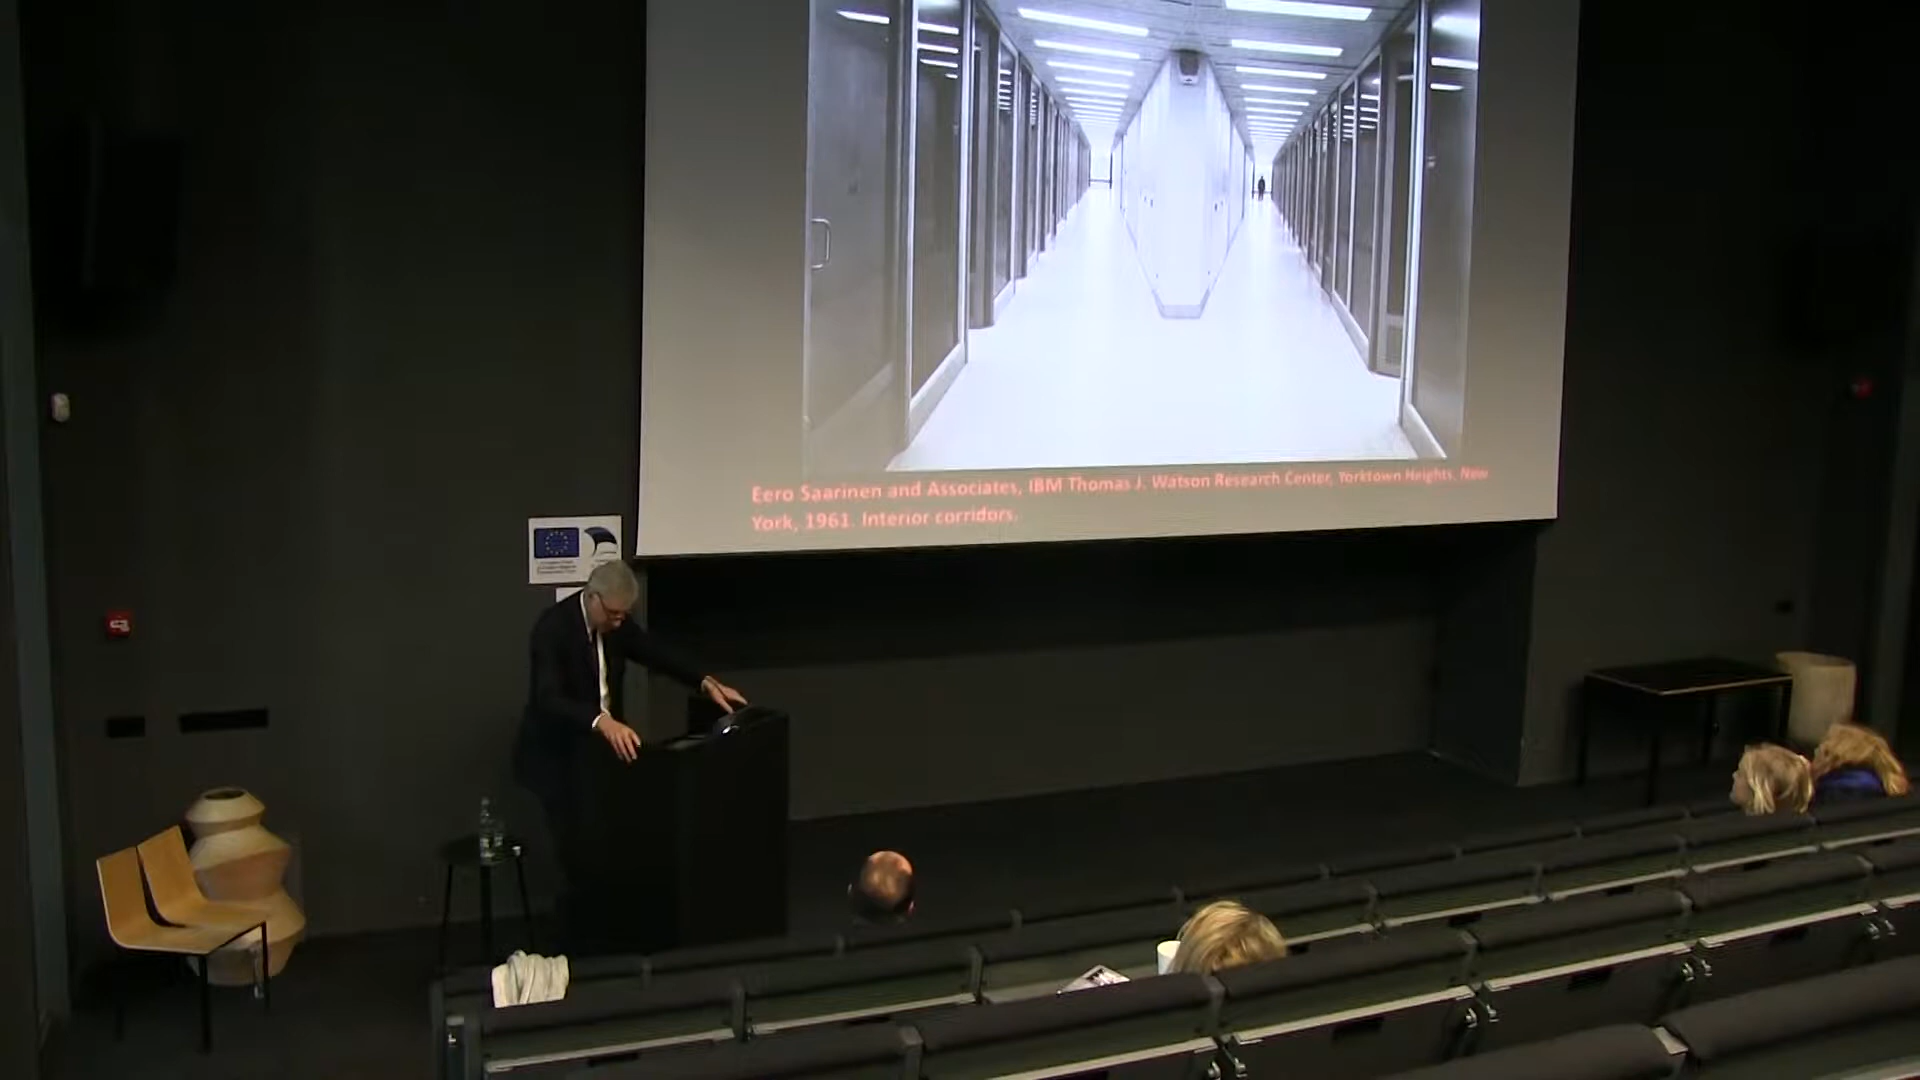 Eero Saarinen and Associates, IBM Thomas J. Watson Research Center, Yorktown Heights, New
York, 1961. Interior corridors.